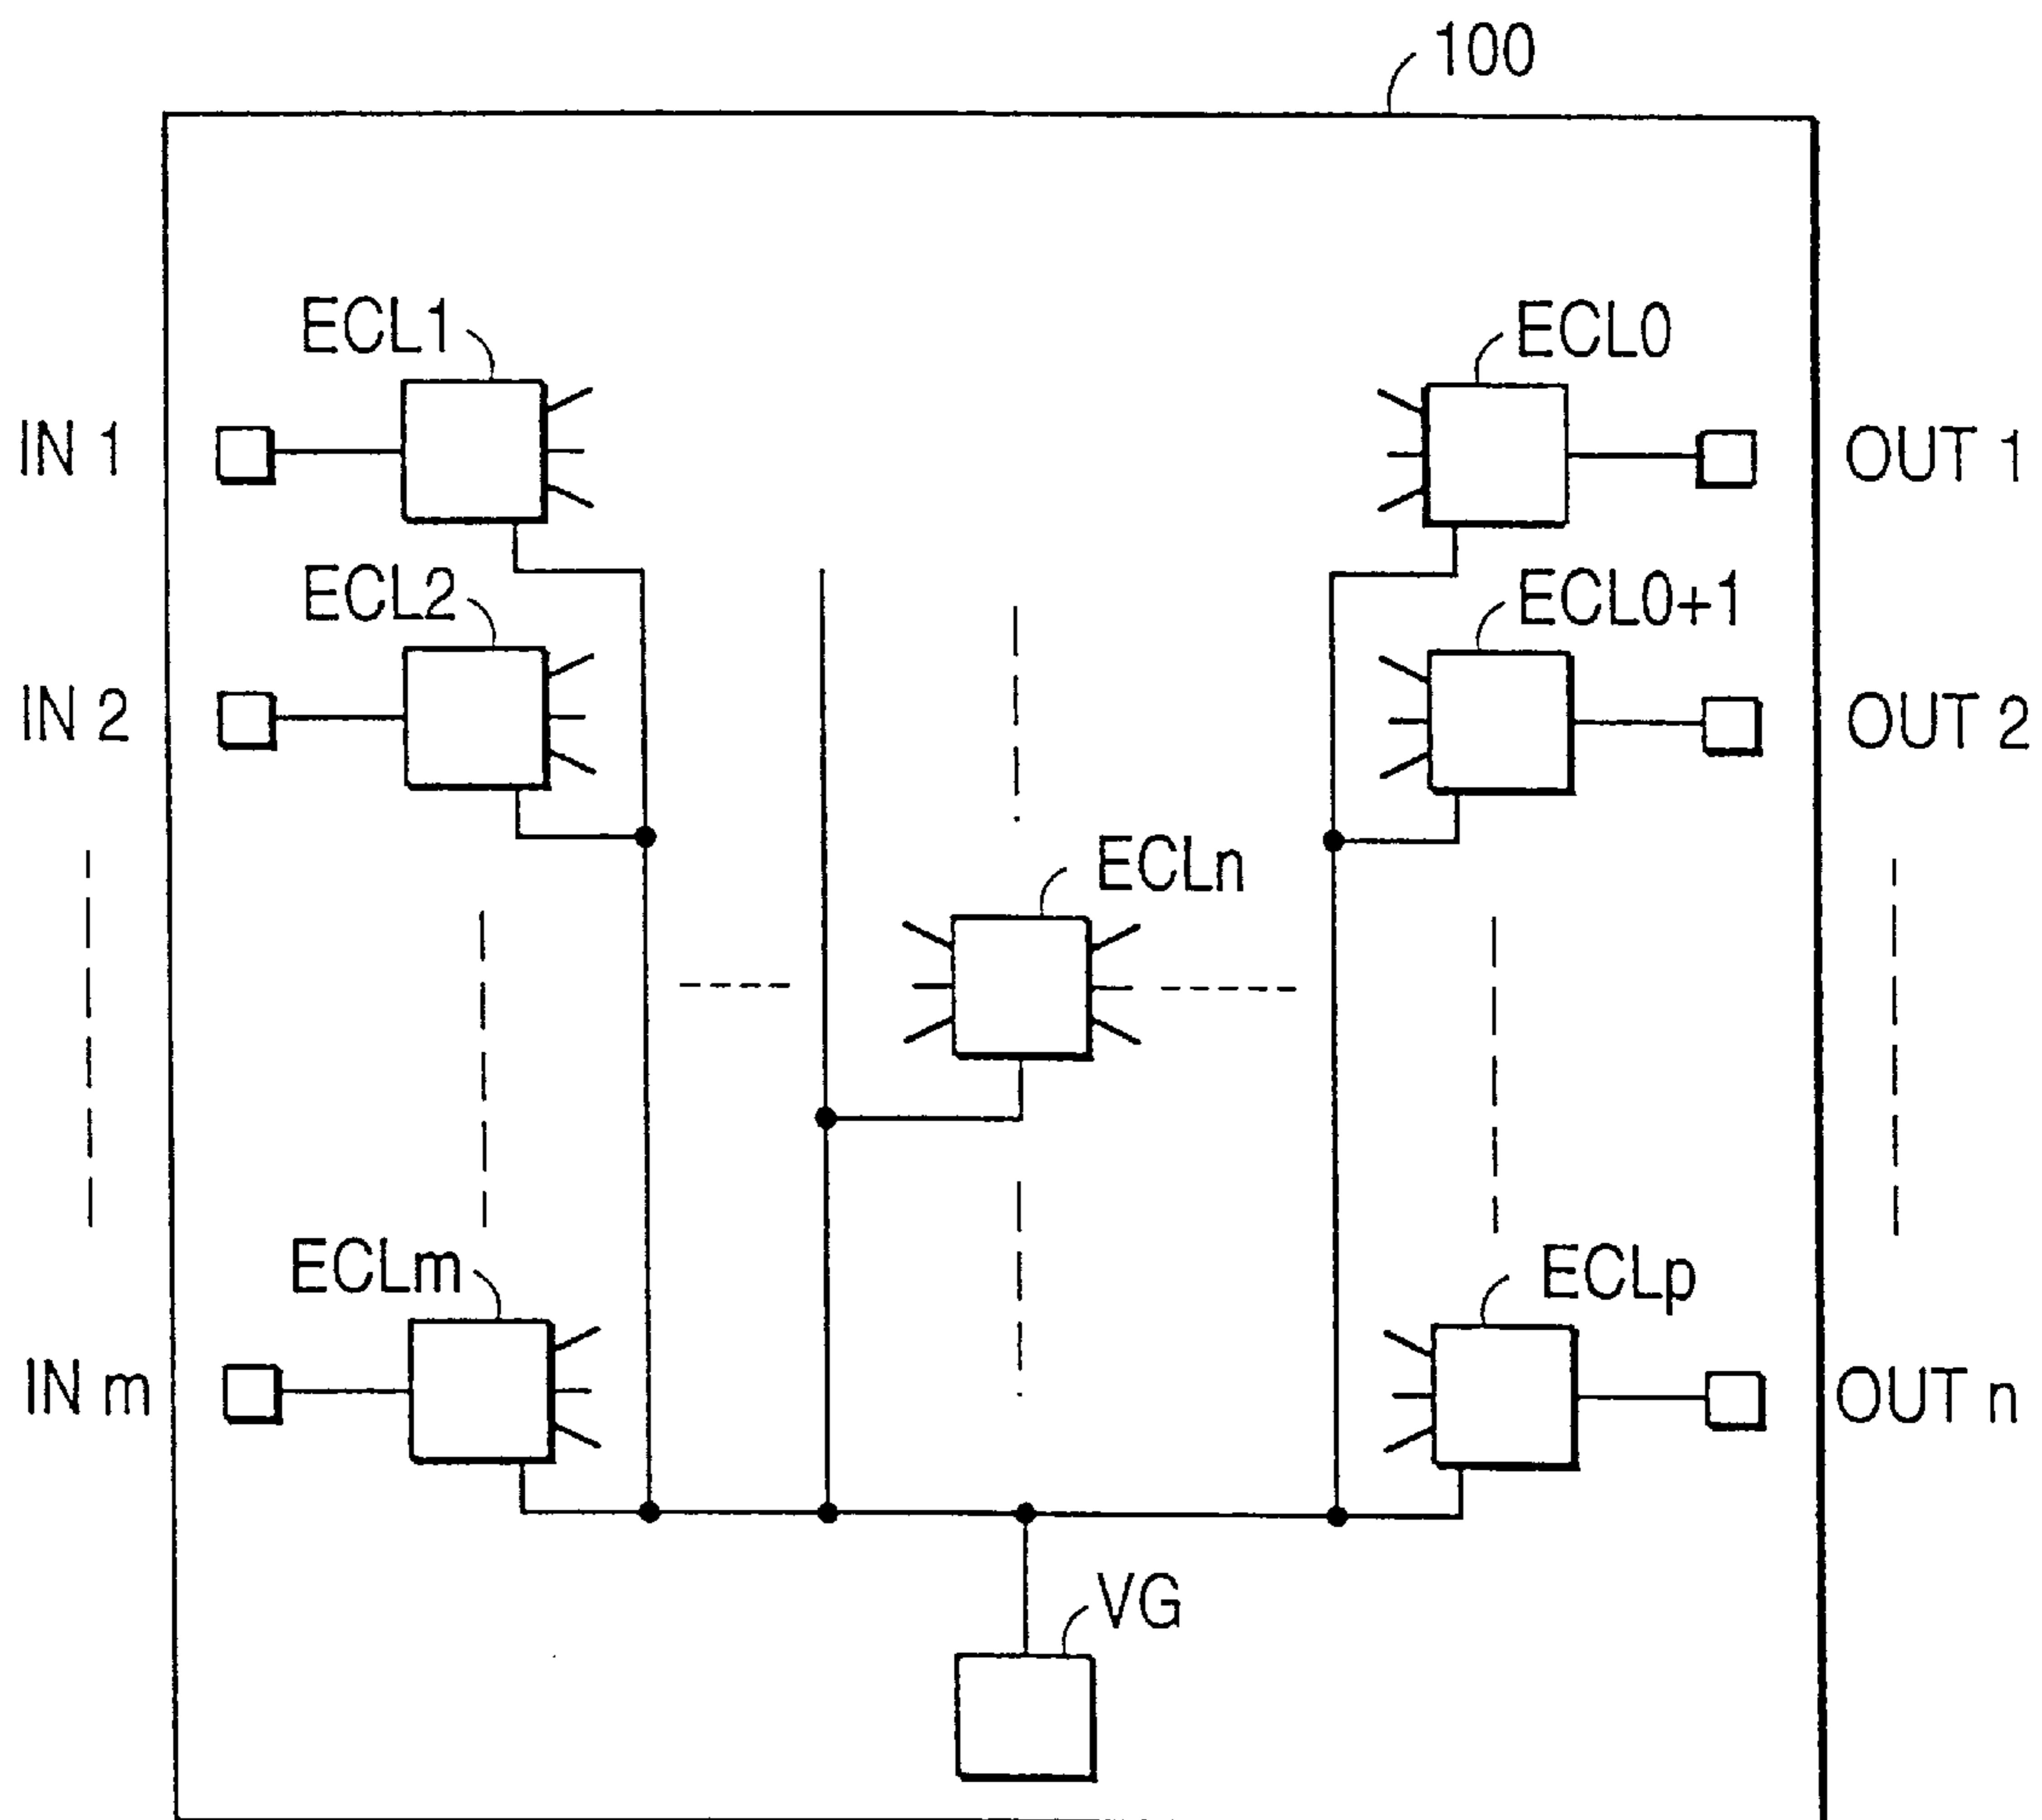 100
ECL1
ECL0
IN 1
OUT 1
ECL2
ECL0+1
IN 2
OUT 2
ECLn
ECLm
ECLp
IN m
OUT n
VG